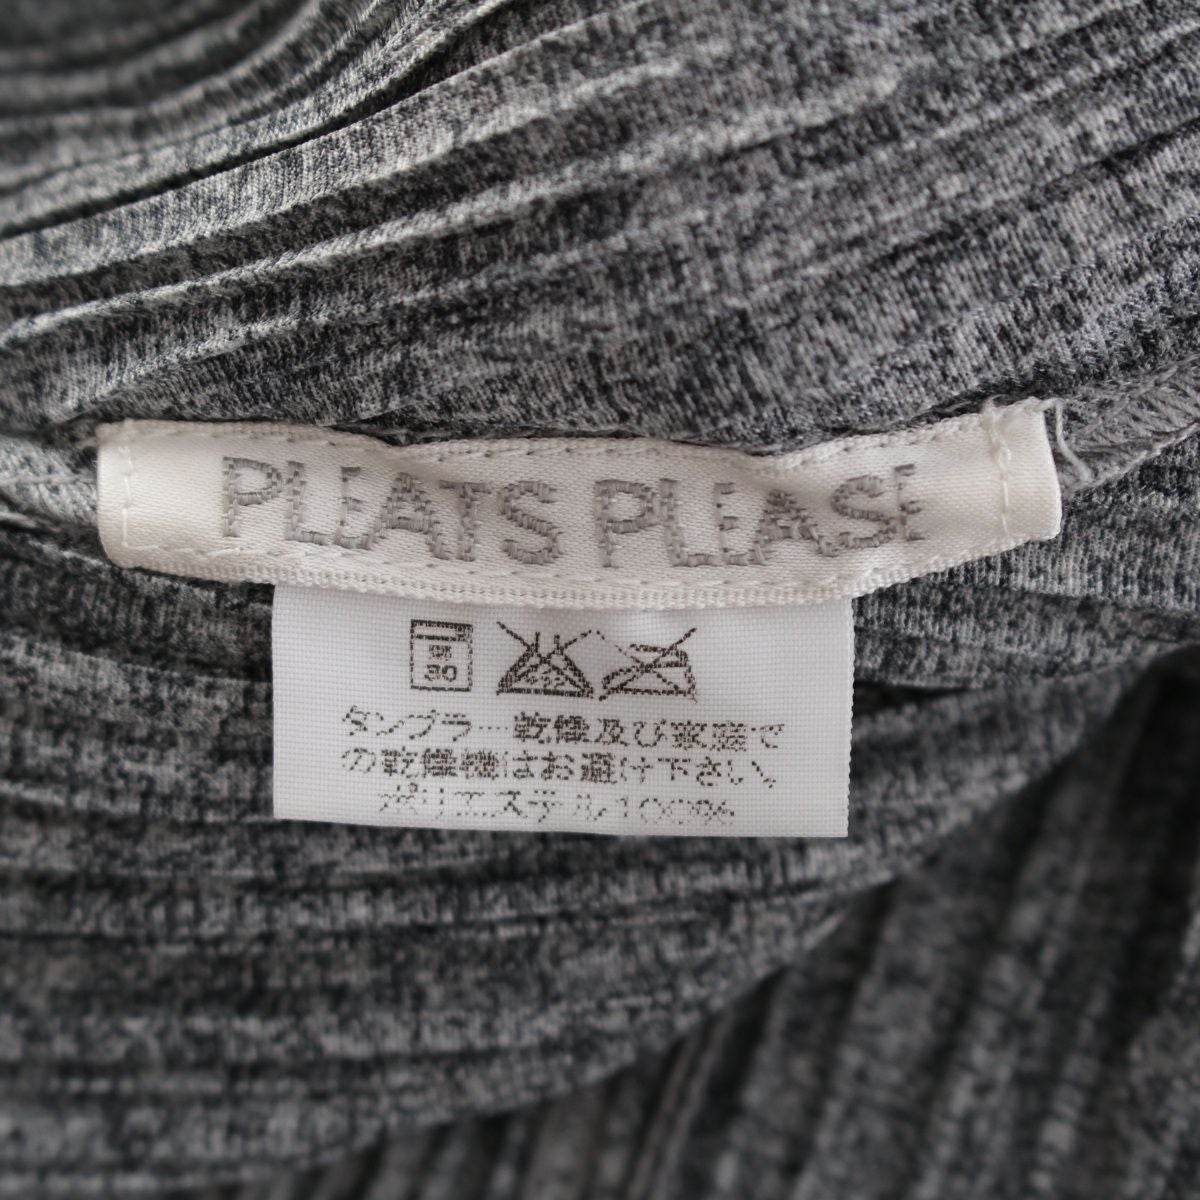 PLEATS PLEASE
弱
30
タンブラー乾燥及び家庭で
の乾燥機はお避け下さい。
ポリエステル100%